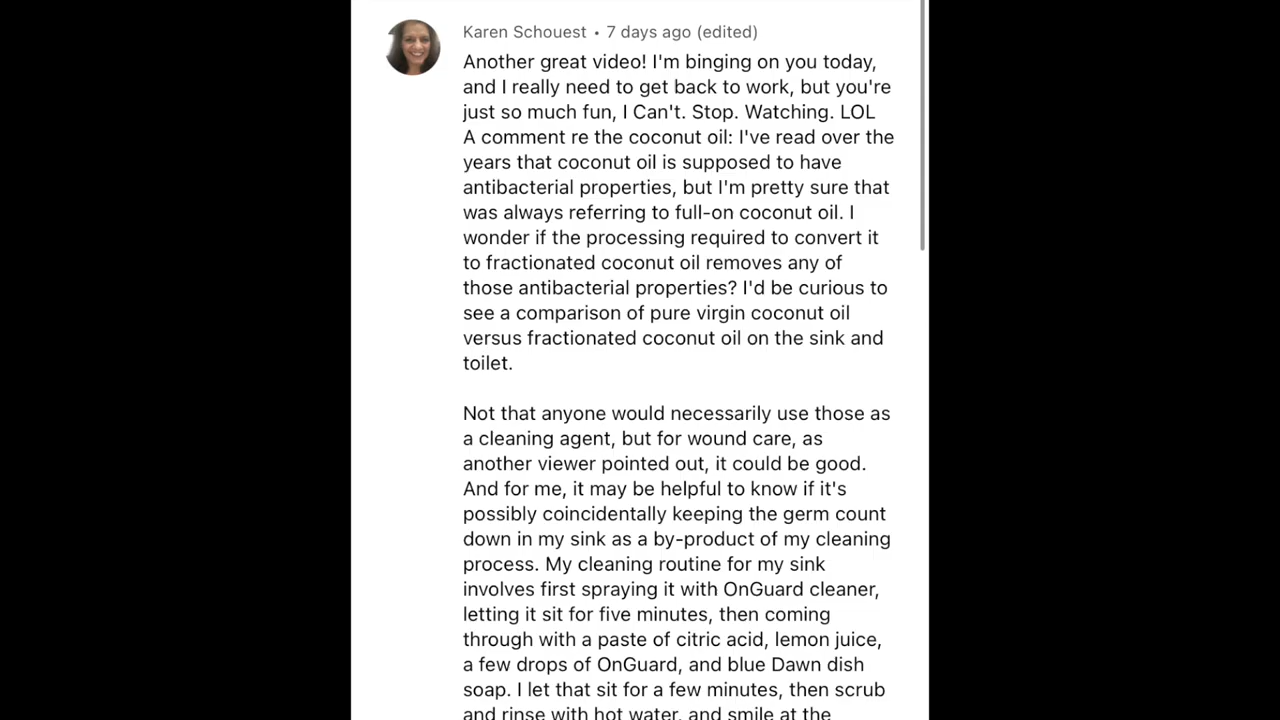 Karen Schouest • 7 days ago (edited)
Another great video! I'm binging on you today,
and I really need to get back to work, but you're
just so much fun, I Can't. Stop. Watching. LOL
A comment re the coconut oil: I've read over the
years that coconut oil is supposed to have
antibacterial properties, but I'm pretty sure that
was always referring to full-on coconut oil. I
wonder if the processing required to convert it
to fractionated coconut oil removes any of
those antibacterial properties? I'd be curious to
see a comparison of pure virgin coconut oil
versus fractionated coconut oil on the sink and
toilet.
Not that anyone would necessarily use those as
a cleaning agent, but for wound care, as
another viewer pointed out, it could be good.
And for me, it may be helpful to know if it's
possibly coincidentally keeping the germ count
down in my sink as a by-product of my cleaning
process. My cleaning routine for my sink
involves first spraying it with OnGuard cleaner,
letting it sit for five minutes, then coming
through with a paste of citric acid, lemon juice,
a few drops of OnGuard, and blue Dawn dish
soap. I let that sit for a few minutes, then scrub
and rinse with hot water, and smile at the